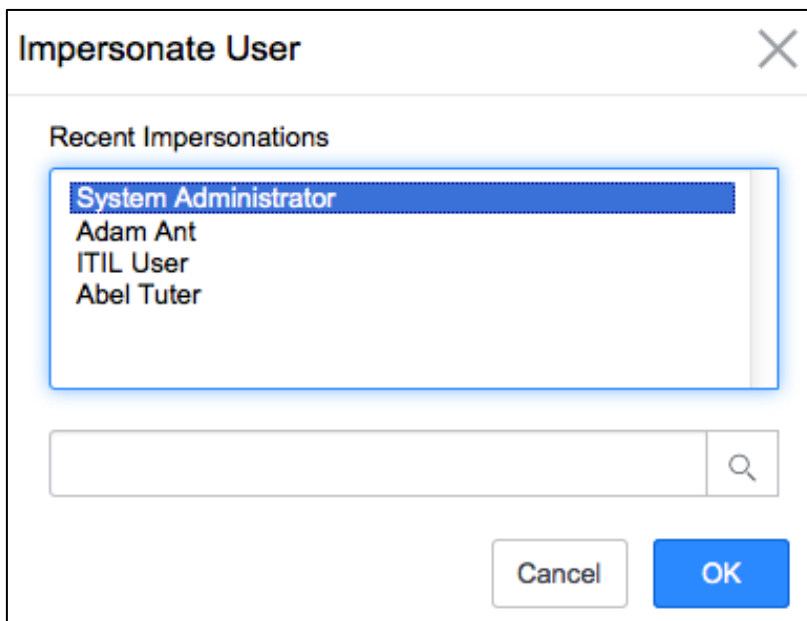 Impersonate User
Recent Impersonations
System Administrator
Adam Ant
ITIL User
Abel Tuter
Cancel
OK